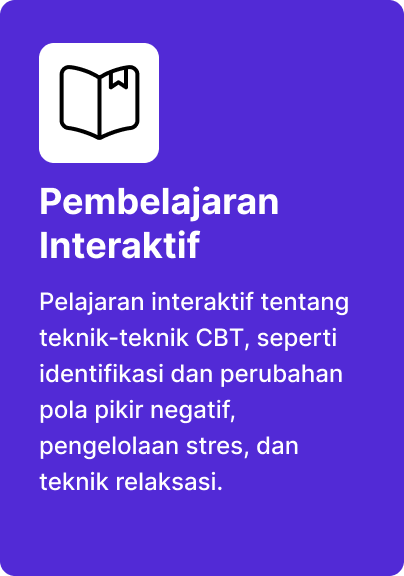 Pembelajaran
Interaktif
Pelajaran interaktif tentang
teknik-teknik CBT, seperti
identifikasi dan perubahan
pola pikir negatif,
pengelolaan stres, dan
teknik relaksasi.